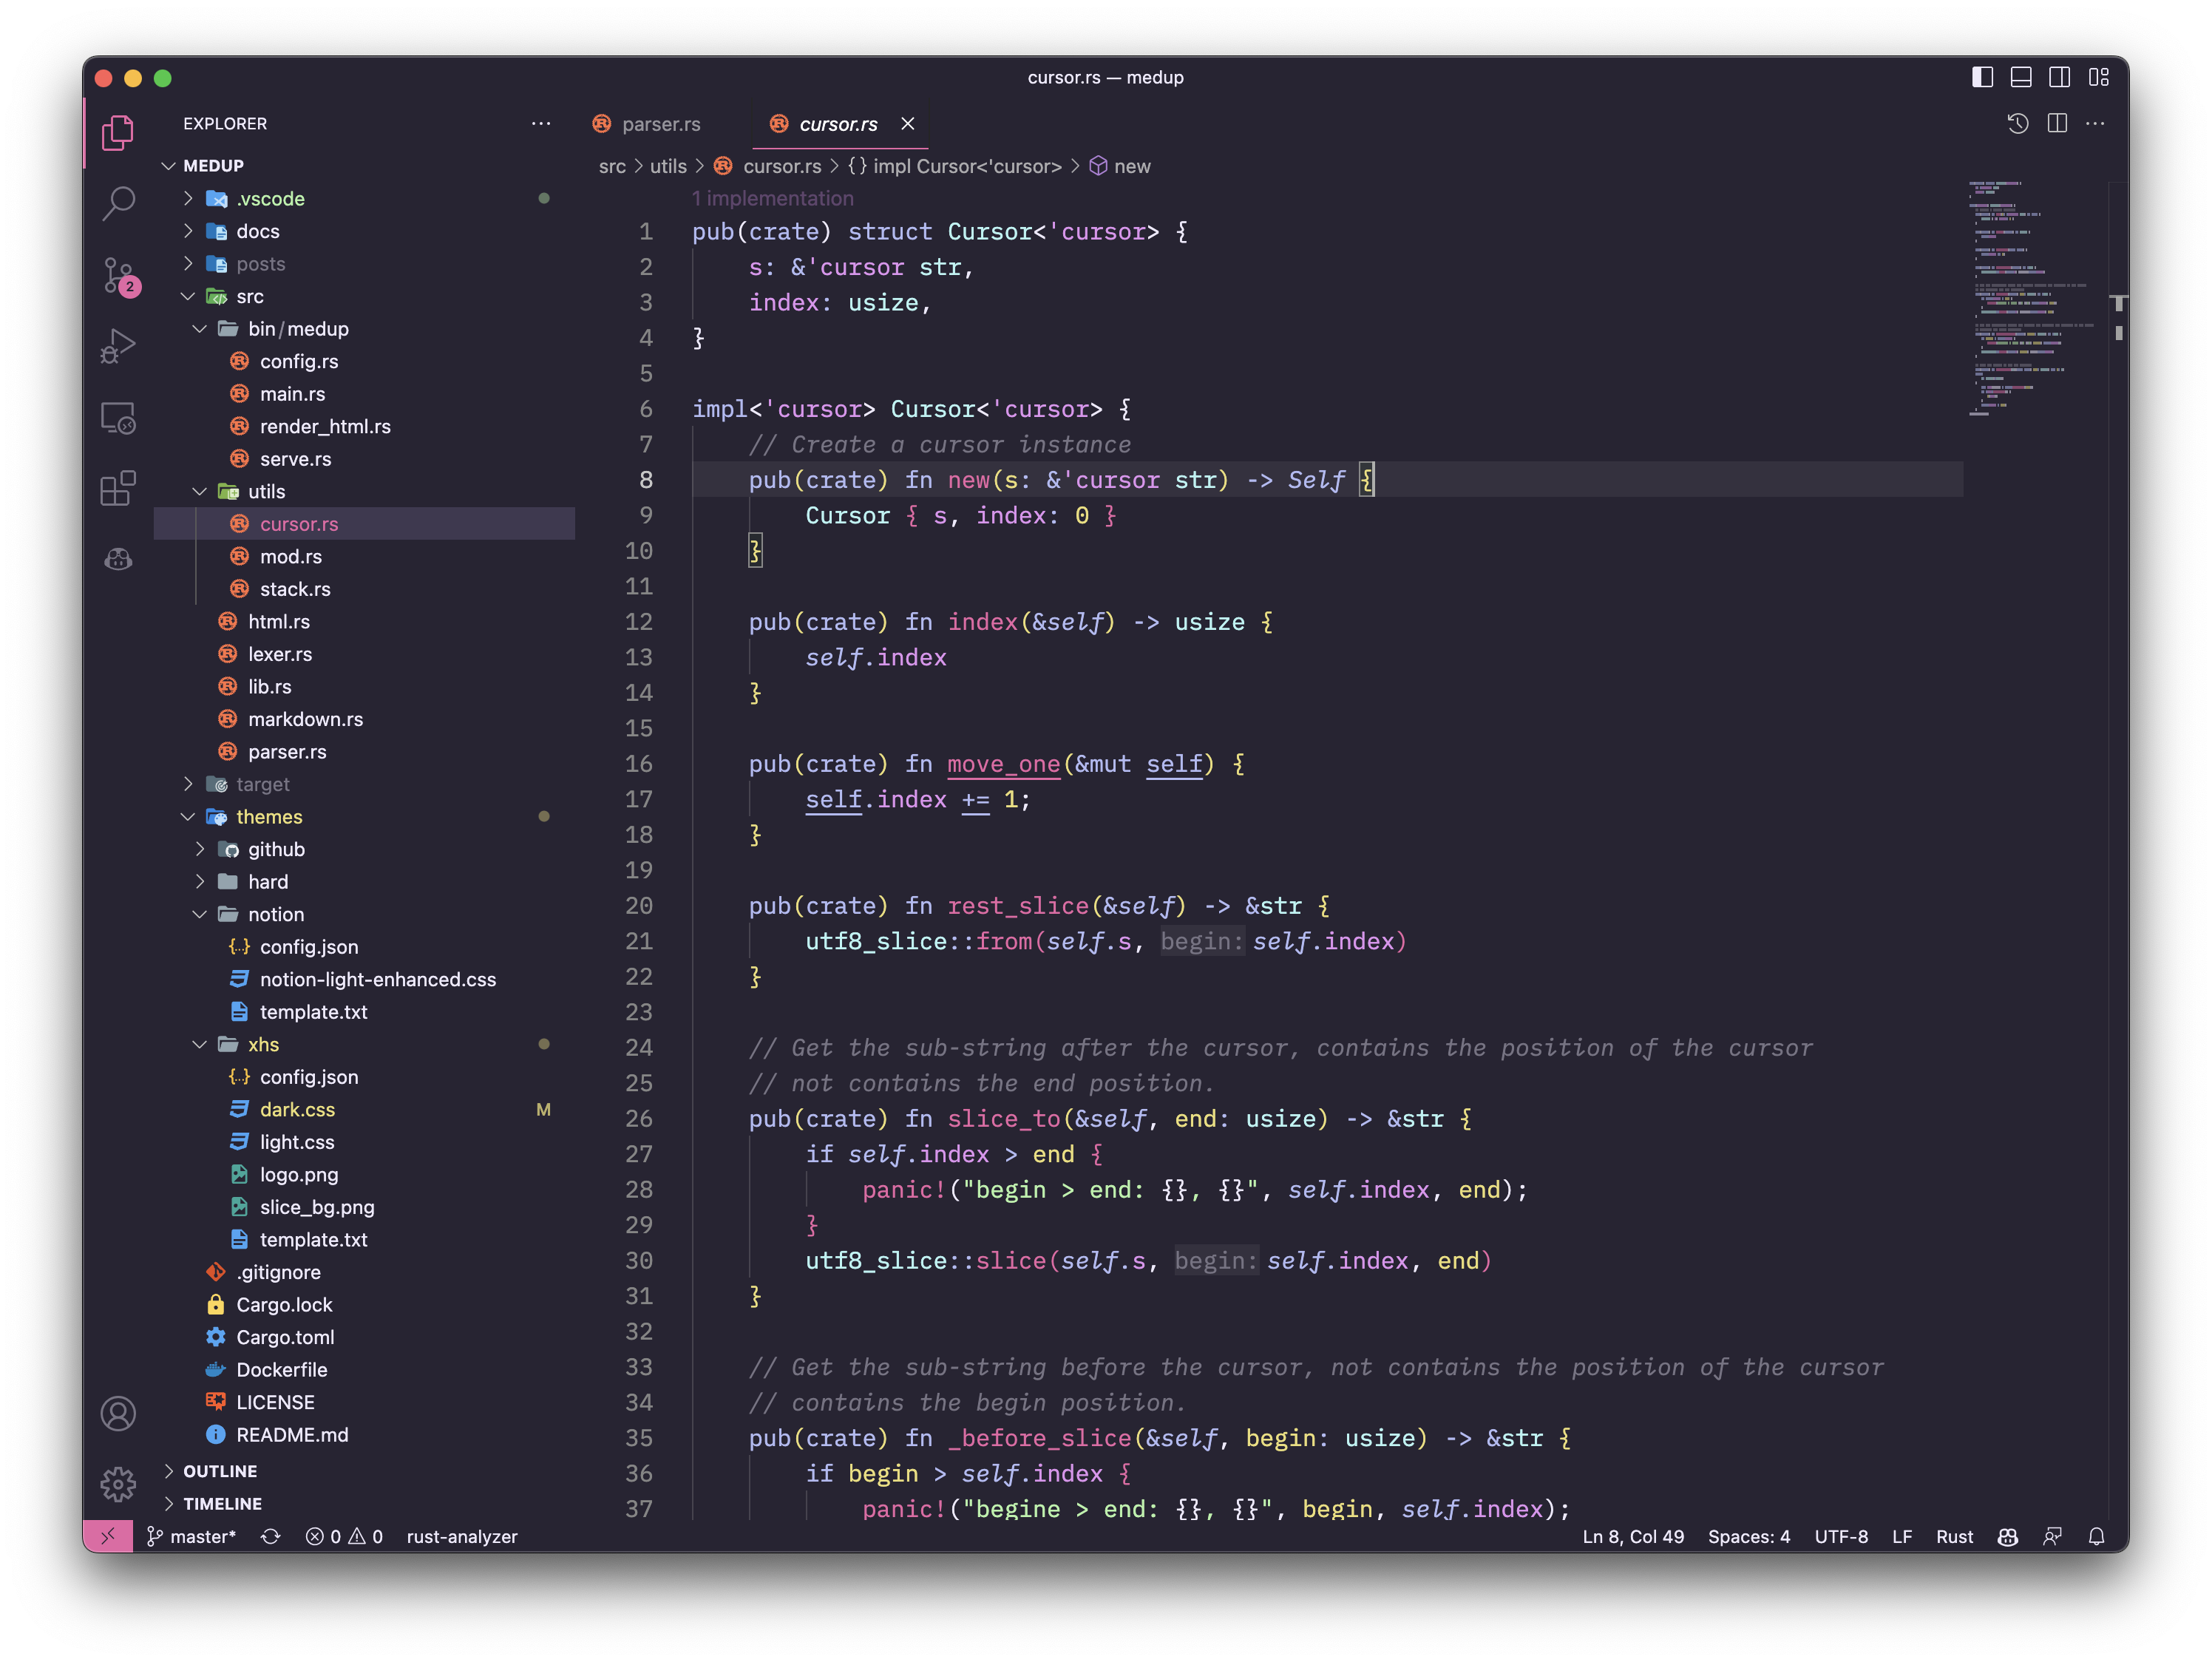 cursor.rs — medup
EXPLORER
MEDUP
.vscode
docs
posts
src
bin/medup
config.rs
main.rs
render_html.rs
serve.rs
utils
cursor.rs
mod.rs
stack.rs
html.rs
lexer.rs
lib.rs
markdown.rs
parser.rs
target
themes
github
hard
notion
config.json
notion-light-enhanced.css
template.txt
xhs
config.json
dark.css M
light.css
logo.png
slice_bg.png
template.txt
.gitignore
Cargo.lock
Cargo.toml
Dockerfile
LICENSE
README.md
OUTLINE
TIMELINE
2
parser.rs cursor.rs
src > utils > cursor.rs > {} impl Cursor<'cursor> > new
1 implementation
1 pub(crate) struct Cursor<'cursor> {
2     s: &'cursor str,
3     index: usize,
4 }
5
6 impl<'cursor> Cursor<'cursor> {
7     // Create a cursor instance
8     pub(crate) fn new(s: &'cursor str) -> Self {
9         Cursor { s, index: 0 }
10     }
11
12     pub(crate) fn index(&self) -> usize {
13         self.index
14     }
15
16     pub(crate) fn move_one(&mut self) {
17         self.index += 1;
18     }
19
20     pub(crate) fn rest_slice(&self) -> &str {
21         utf8_slice::from(self.s, begin: self.index)
22     }
23
24     // Get the sub-string after the cursor, contains the position of the cursor
25     // not contains the end position.
26     pub(crate) fn slice_to(&self, end: usize) -> &str {
27         if self.index > end {
28             panic!("begin > end: {}, {}", self.index, end);
29         }
30         utf8_slice::slice(self.s, begin: self.index, end)
31     }
32
33     // Get the sub-string before the cursor, not contains the position of the cursor
34     // contains the begin position.
35     pub(crate) fn _before_slice(&self, begin: usize) -> &str {
36         if begin > self.index {
37             panic!("begine > end: {}, {}", begin, self.index);
master* 0 0 rust-analyzer Ln 8, Col 49 Spaces: 4 UTF-8 LF Rust